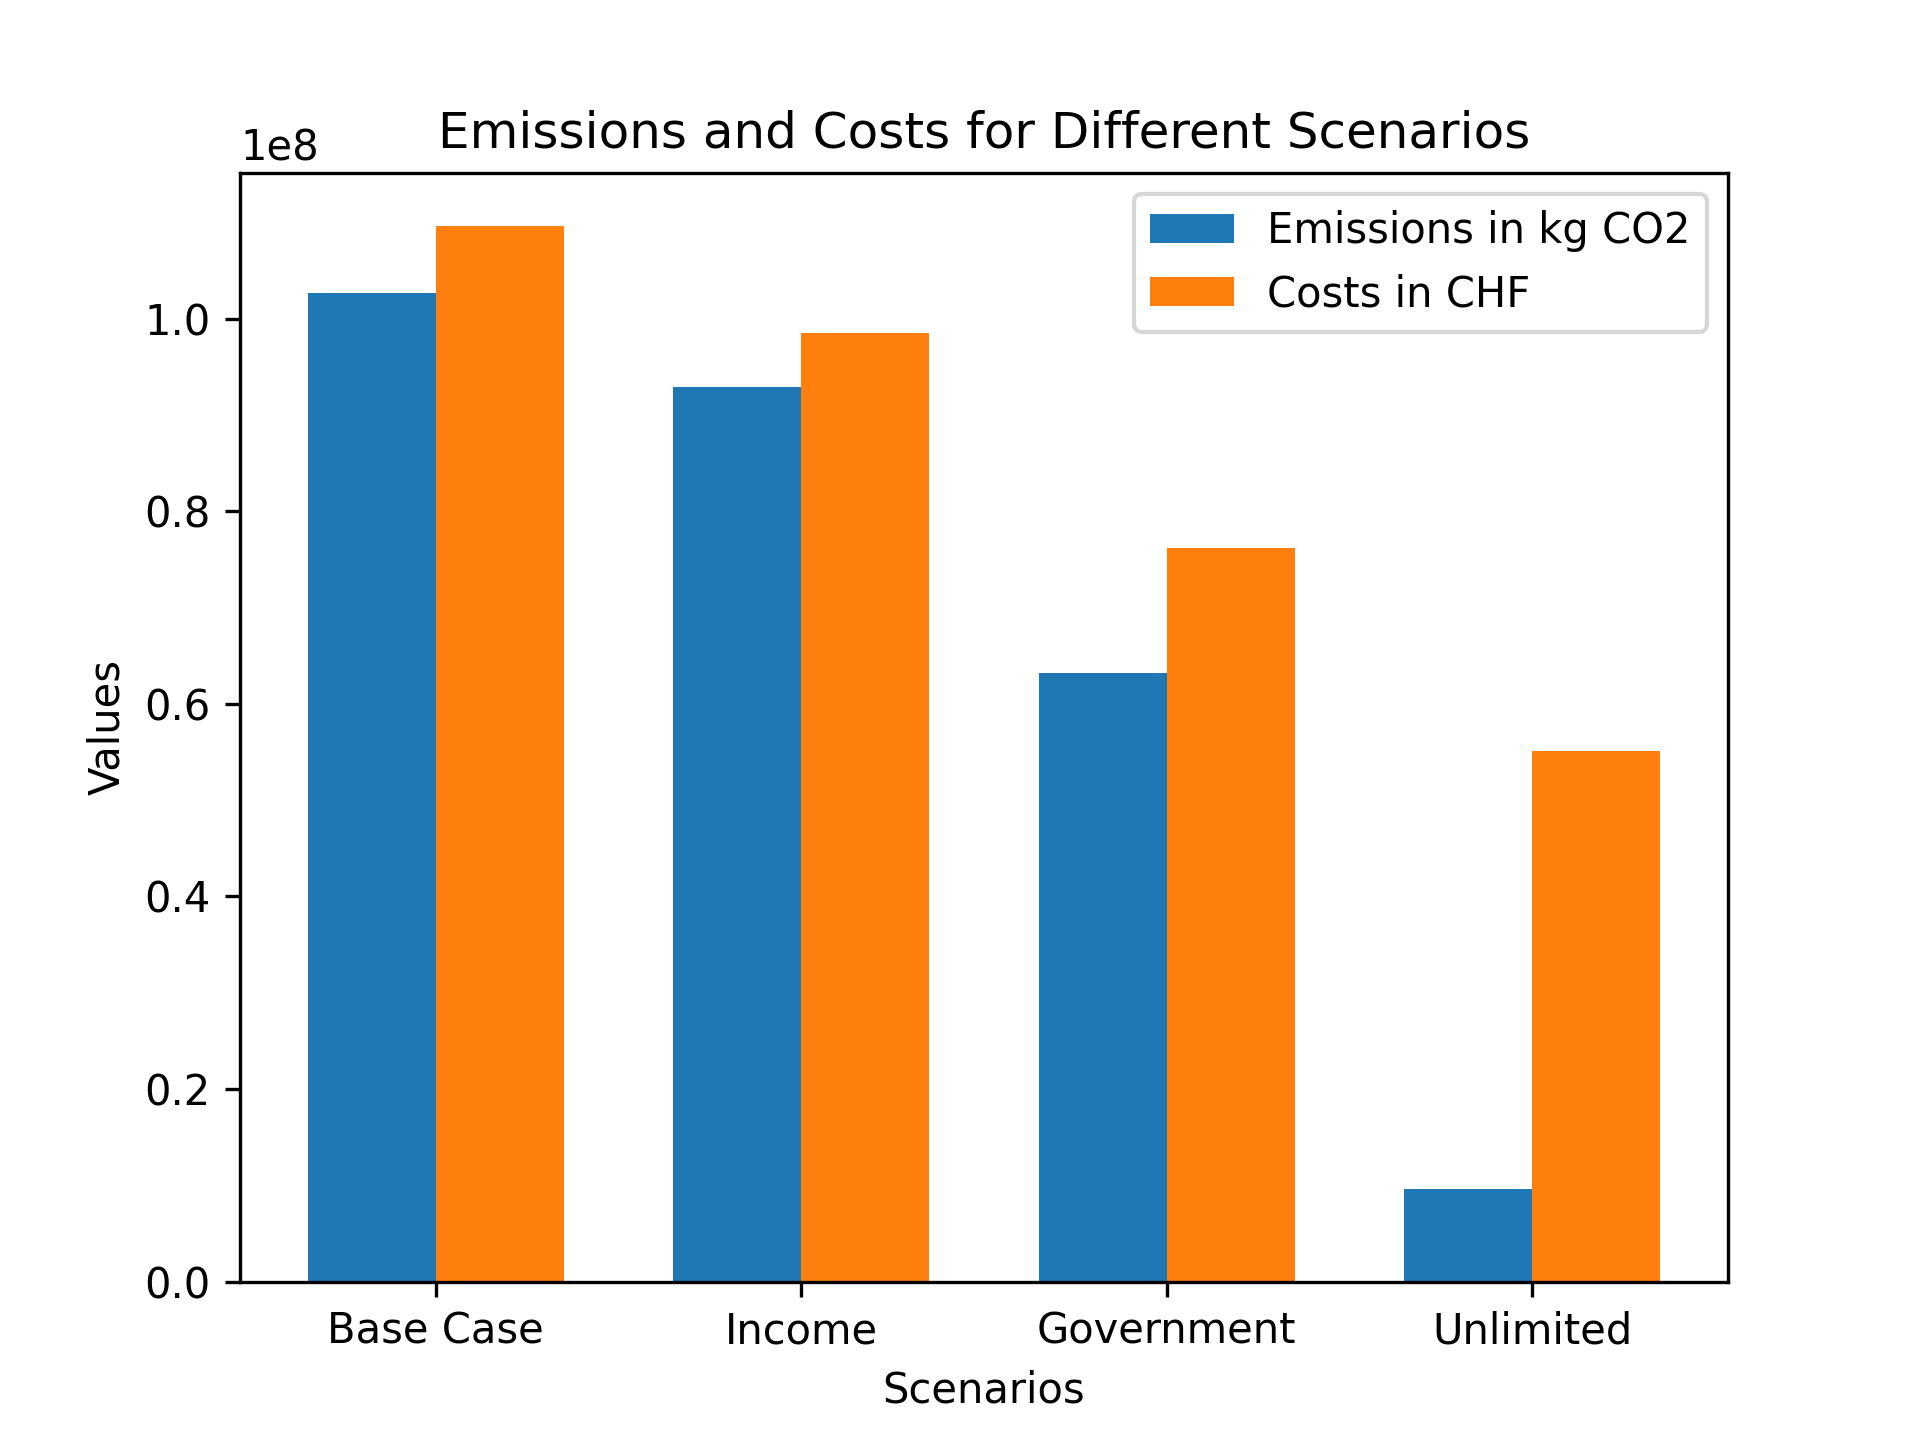 Emissions and Costs for Different Scenarios
1e8
Emissions in kg CO2
Costs in CHF
1.0
0.8
0.6
0.4
0.2
0.0
Values
Base Case
Income
Government
Unlimited
Scenarios